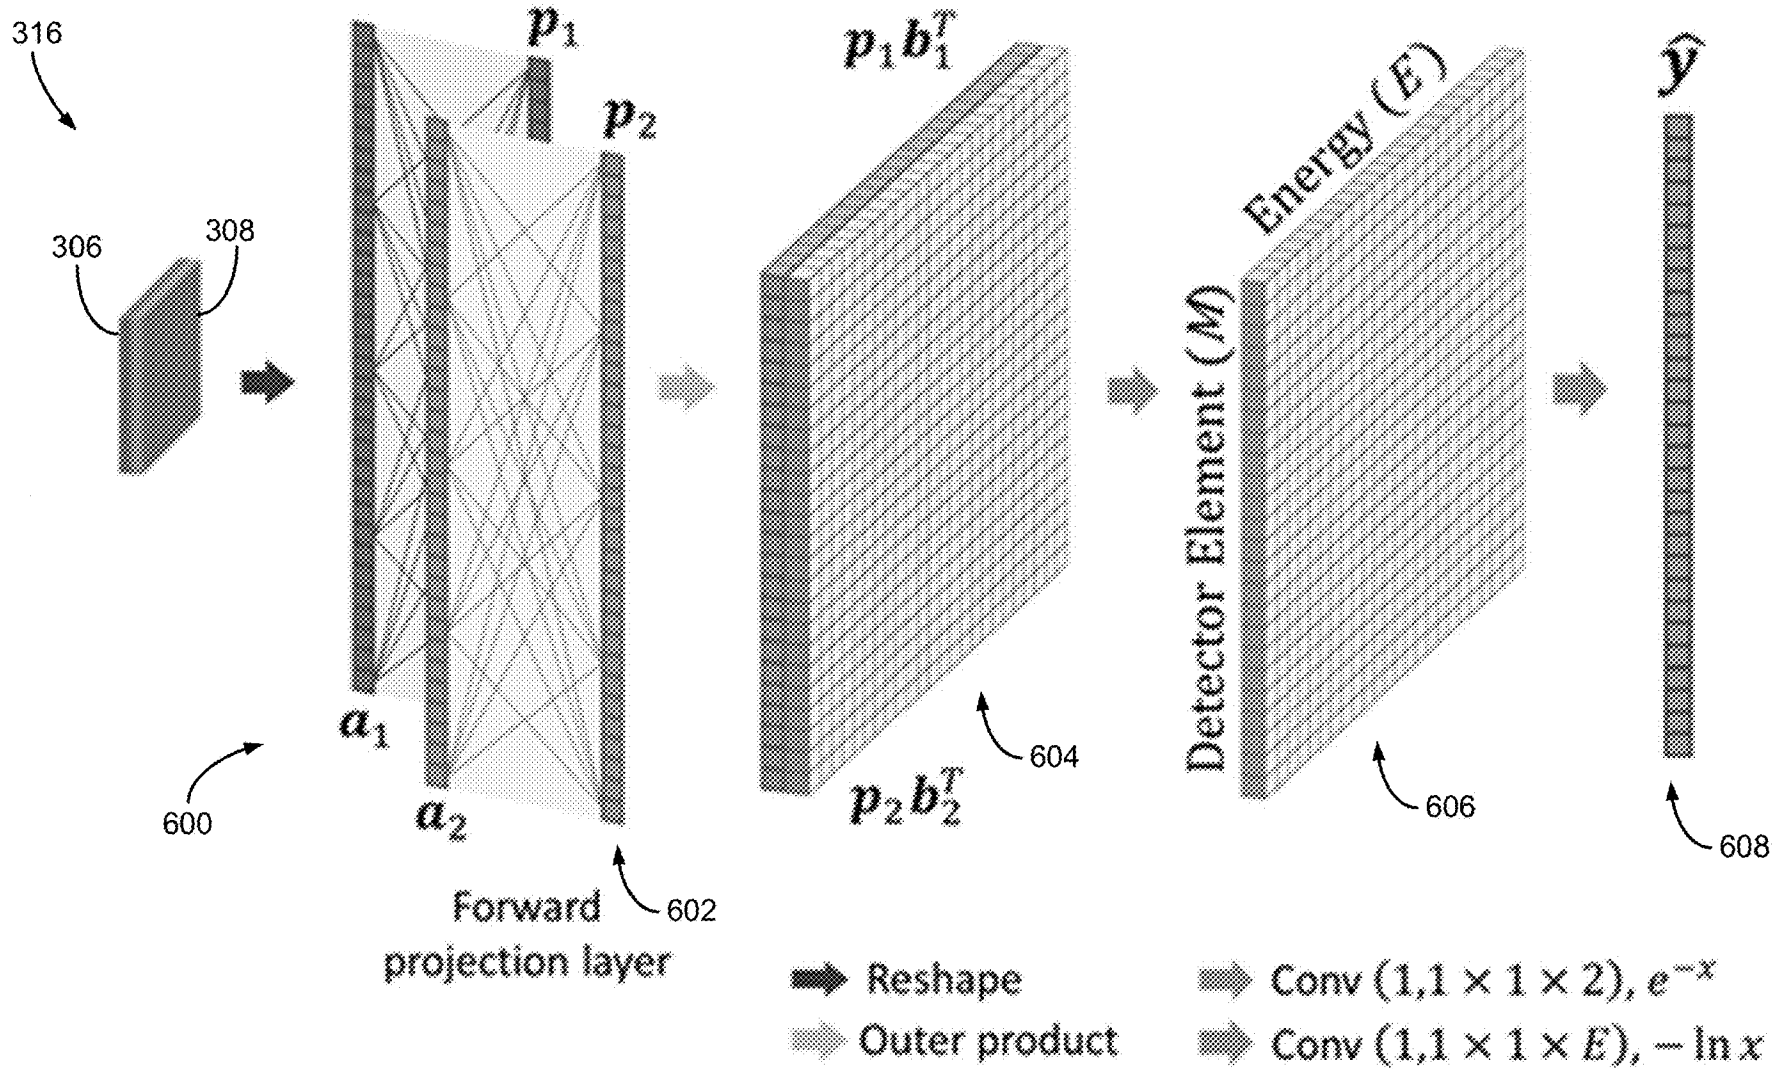 316
p₁
p₂
p₁b₁ᵀ
Energy (E)
ŷ
306
308
Detector Element (M)
a₁
a₂
600
604
p₂b₂ᵀ
606
608
602
Forward
projection layer
Reshape
Conv (1,1 × 1 × 2), e⁻ˣ
Outer product
Conv (1,1 × 1 × E), − ln x